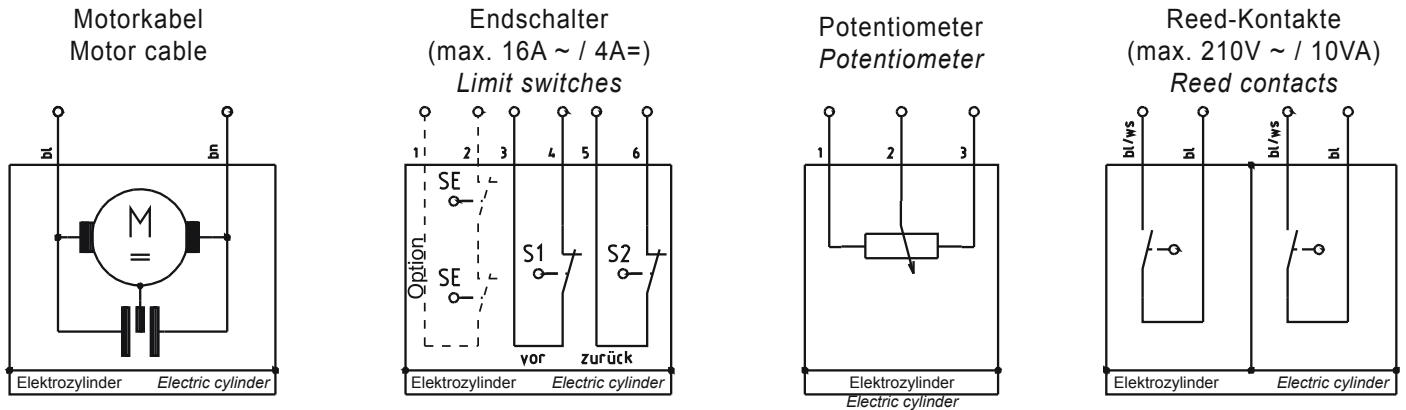 Motorkabel
Motor cable
bl
bn
M
=
Elektrozylinder Electric cylinder
Endschalter
(max. 16A ~ / 4A=)
Limit switches
1 2 3 4 5 6
SE
S1 S2
SE
Option
vor zurück
Elektrozylinder Electric cylinder
Potentiometer
Potentiometer
1 2 3
Elektrozylinder
Electric cylinder
Reed-Kontakte
(max. 210V ~ / 10VA)
Reed contacts
bl/ws
bl
bl/ws
bl
Elektrozylinder Electric cylinder